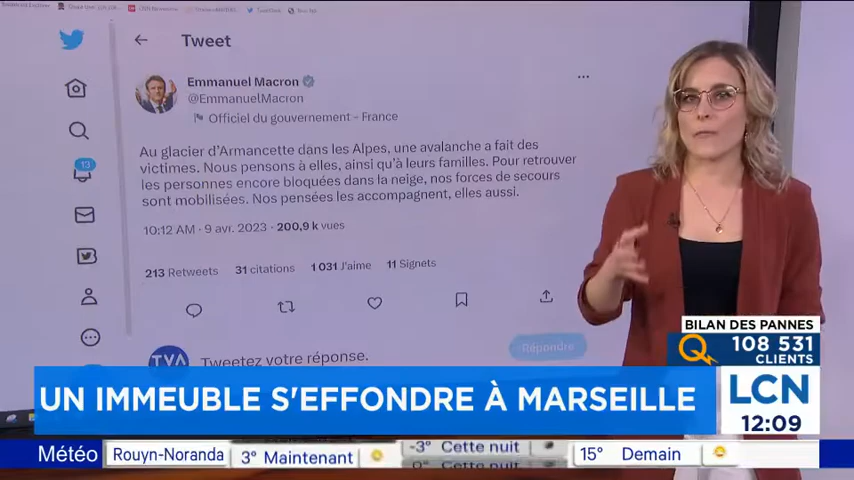 Tweet
Emmanuel Macron
@EmmanuelMacron
Officiel du gouvernement - France
Au glacier d'Armancette dans les Alpes, une avalanche a fait des
victimes. Nous pensons à elles, ainsi qu'à leurs familles. Pour retrouver
les personnes encore bloquées dans la neige, nos forces de secours
sont mobilisées. Nos pensées les accompagnent, elles aussi.
10:12 AM · 9 avr. 2023 · 200,9 k vues
213 Retweets 31 citations 1 031 J'aime 11 Signets
13
TVA Tweetez votre réponse.
Répondre
BILAN DES PANNES
108 531
CLIENTS
UN IMMEUBLE S'EFFONDRE À MARSEILLE
LCN
12:09
Météo Rouyn-Noranda 3° Maintenant -3° Cette nuit 15° Demain